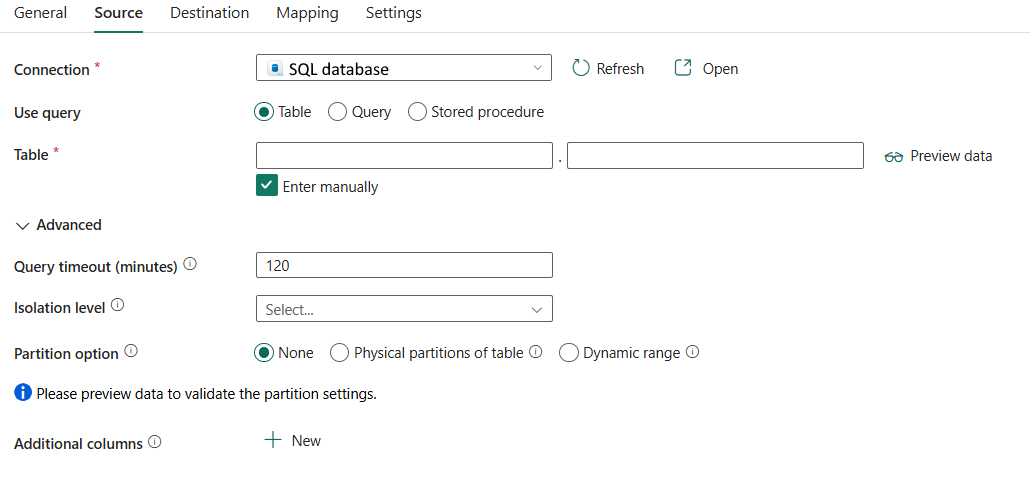 General Source Destination Mapping Settings
Connection * SQL database Refresh Open
Use query Table Query Stored procedure
Table * . Preview data
Enter manually
Advanced
Query timeout (minutes) 120
Isolation level Select...
Partition option None Physical partitions of table Dynamic range
Please preview data to validate the partition settings.
Additional columns New